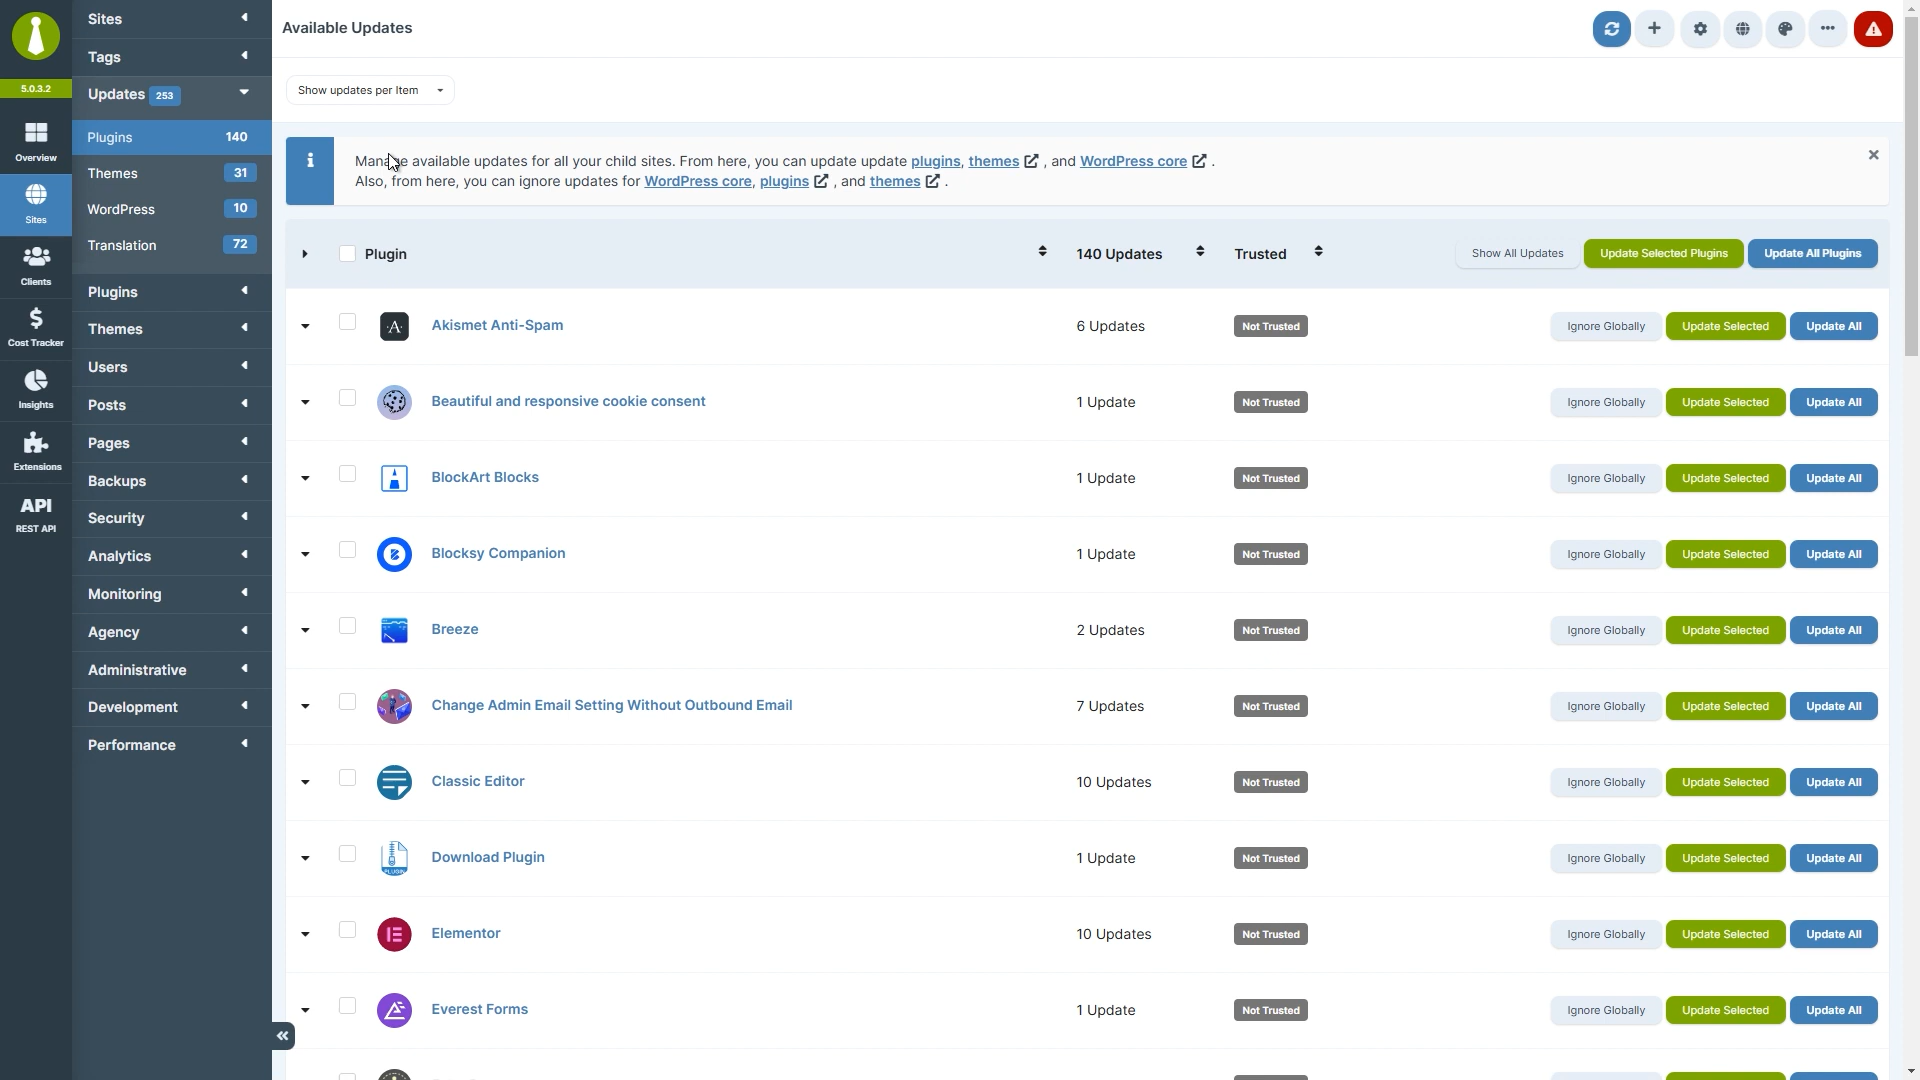 5.0.3.2
Overview
Sites
Clients
Cost Tracker
Insights
Extensions
API
REST API
Sites
Tags
Updates 253
Plugins 140
Themes 31
WordPress 10
Translation 72
Plugins
Themes
Users
Posts
Pages
Backups
Security
Analytics
Monitoring
Agency
Administrative
Development
Performance
Available Updates
Show updates per Item
Manage available updates for all your child sites. From here, you can update update plugins, themes , and WordPress core .
Also, from here, you can ignore updates for WordPress core, plugins , and themes .
Plugin 140 Updates Trusted Show All Updates Update Selected Plugins Update All Plugins
Akismet Anti-Spam 6 Updates Not Trusted Ignore Globally Update Selected Update All
Beautiful and responsive cookie consent 1 Update Not Trusted Ignore Globally Update Selected Update All
BlockArt Blocks 1 Update Not Trusted Ignore Globally Update Selected Update All
Blocksy Companion 1 Update Not Trusted Ignore Globally Update Selected Update All
Breeze 2 Updates Not Trusted Ignore Globally Update Selected Update All
Change Admin Email Setting Without Outbound Email 7 Updates Not Trusted Ignore Globally Update Selected Update All
Classic Editor 10 Updates Not Trusted Ignore Globally Update Selected Update All
Download Plugin 1 Update Not Trusted Ignore Globally Update Selected Update All
Elementor 10 Updates Not Trusted Ignore Globally Update Selected Update All
Everest Forms 1 Update Not Trusted Ignore Globally Update Selected Update All